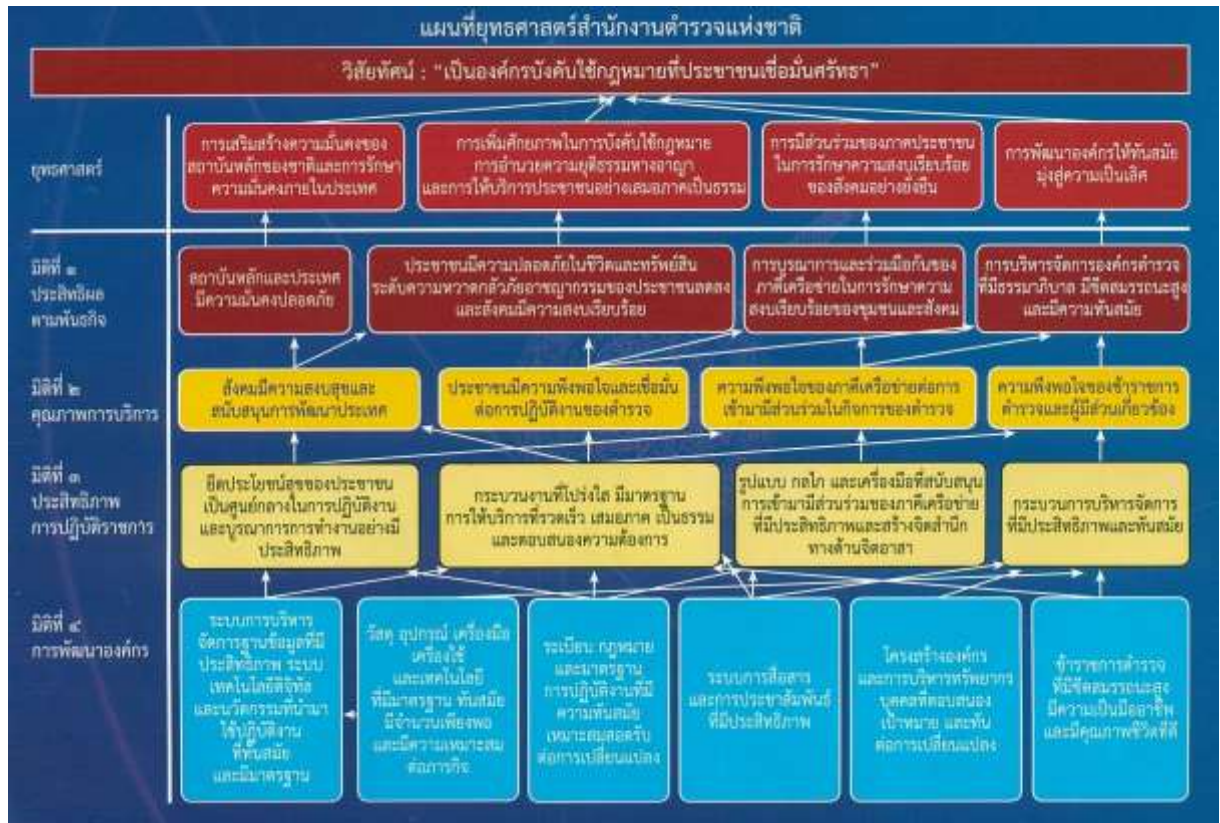 แผนที่ยุทธศาสตร์สำนักงานตำรวจแห่งชาติ
วิสัยทัศน์ : "เป็นองค์กรบังคับใช้กฎหมายที่ประชาชนเชื่อมั่นศรัทธา"
ยุทธศาสตร์
การเสริมสร้างความมั่นคงของ
สถาบันหลักของชาติและการรักษา
ความมั่นคงภายในประเทศ
การเพิ่มศักยภาพในการบังคับใช้กฎหมาย
การอำนวยความยุติธรรมทางอาญา
และการให้บริการประชาชนอย่างเสมอภาคเป็นธรรม
การมีส่วนร่วมของภาคประชาชน
ในการรักษาความสงบเรียบร้อย
ของสังคมอย่างยั่งยืน
การพัฒนาองค์กรให้ทันสมัย
มุ่งสู่ความเป็นเลิศ
มิติที่ ๑
ประสิทธิผล
ตามพันธกิจ
สถาบันหลักและประเทศ
มีความมั่นคงปลอดภัย
ประชาชนมีความปลอดภัยในชีวิตและทรัพย์สิน
ระดับความหวาดกลัวภัยอาชญากรรมของประชาชนลดลง
และสังคมมีความสงบเรียบร้อย
การบูรณาการและร่วมมือกันของ
ภาคีเครือข่ายในการรักษาความ
สงบเรียบร้อยของชุมชนและสังคม
การบริหารจัดการองค์กรตำรวจ
ที่มีธรรมาภิบาล มีขีดสมรรถนะสูง
และมีความทันสมัย
มิติที่ ๒
คุณภาพการบริการ
สังคมมีความสงบสุขและ
สนับสนุนการพัฒนาประเทศ
ประชาชนมีความพึงพอใจและเชื่อมั่น
ต่อการปฏิบัติงานของตำรวจ
ความพึงพอใจของภาคีเครือข่ายต่อการ
เข้ามามีส่วนร่วมในกิจการของตำรวจ
ความพึงพอใจของข้าราชการ
ตำรวจและผู้มีส่วนเกี่ยวข้อง
มิติที่ ๓
ประสิทธิภาพ
การปฏิบัติราชการ
ยึดประโยชน์สุขของประชาชน
เป็นศูนย์กลางในการปฏิบัติงาน
และบูรณาการการทำงานอย่างมี
ประสิทธิภาพ
กระบวนงานที่โปร่งใส มีมาตรฐาน
การให้บริการที่รวดเร็ว เสมอภาค เป็นธรรม
และตอบสนองความต้องการ
รูปแบบ กลไก และเครื่องมือที่สนับสนุน
การเข้ามามีส่วนร่วมของภาคีเครือข่าย
ที่มีประสิทธิภาพและสร้างจิตสำนึก
ทางด้านจิตอาสา
กระบวนการบริหารจัดการ
ที่มีประสิทธิภาพและทันสมัย
มิติที่ ๔
การพัฒนาองค์กร
ระบบการบริหาร
จัดการฐานข้อมูลที่มี
ประสิทธิภาพ ระบบ
เทคโนโลยีดิจิทัล
และนวัตกรรมที่นำมา
ใช้ปฏิบัติงาน
ที่ทันสมัย
และมีมาตรฐาน
วัสดุ อุปกรณ์ เครื่องมือ
เครื่องใช้
และเทคโนโลยี
ที่มีมาตรฐาน ทันสมัย
มีจำนวนเพียงพอ
และมีความเหมาะสม
ต่อภารกิจ
ระเบียบ กฎหมาย
และมาตรฐาน
การปฏิบัติงานที่มี
ความทันสมัย
เหมาะสมสอดรับ
ต่อการเปลี่ยนแปลง
ระบบการสื่อสาร
และการประชาสัมพันธ์
ที่มีประสิทธิภาพ
โครงสร้างองค์กร
และการบริหารทรัพยากร
บุคคลที่ตอบสนอง
เป้าหมาย และทัน
ต่อการเปลี่ยนแปลง
ข้าราชการตำรวจ
ที่มีขีดสมรรถนะสูง
มีความเป็นมืออาชีพ
และมีคุณภาพชีวิตที่ดี